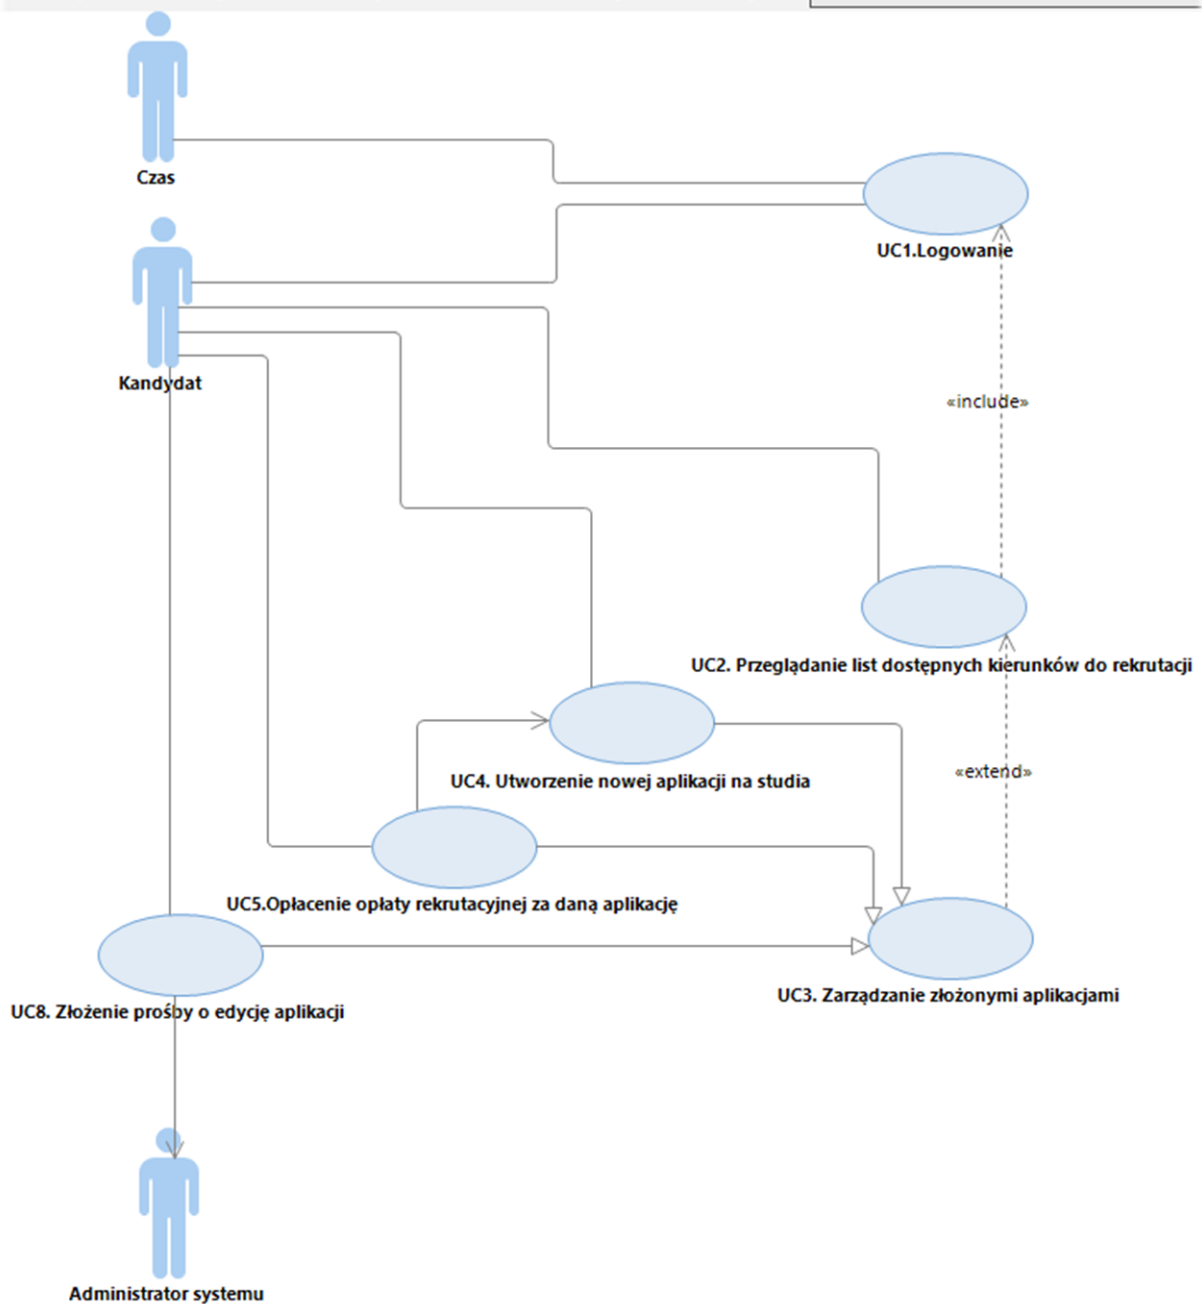 Czas
UC1.Logowanie
Kandydat
«include»
UC2. Przeglądanie list dostępnych kierunków do rekrutacji
«extend»
UC4. Utworzenie nowej aplikacji na studia
UC5.Opłacenie opłaty rekrutacyjnej za daną aplikację
UC3. Zarządzanie złożonymi aplikacjami
UC8. Złożenie prośby o edycję aplikacji
Administrator systemu